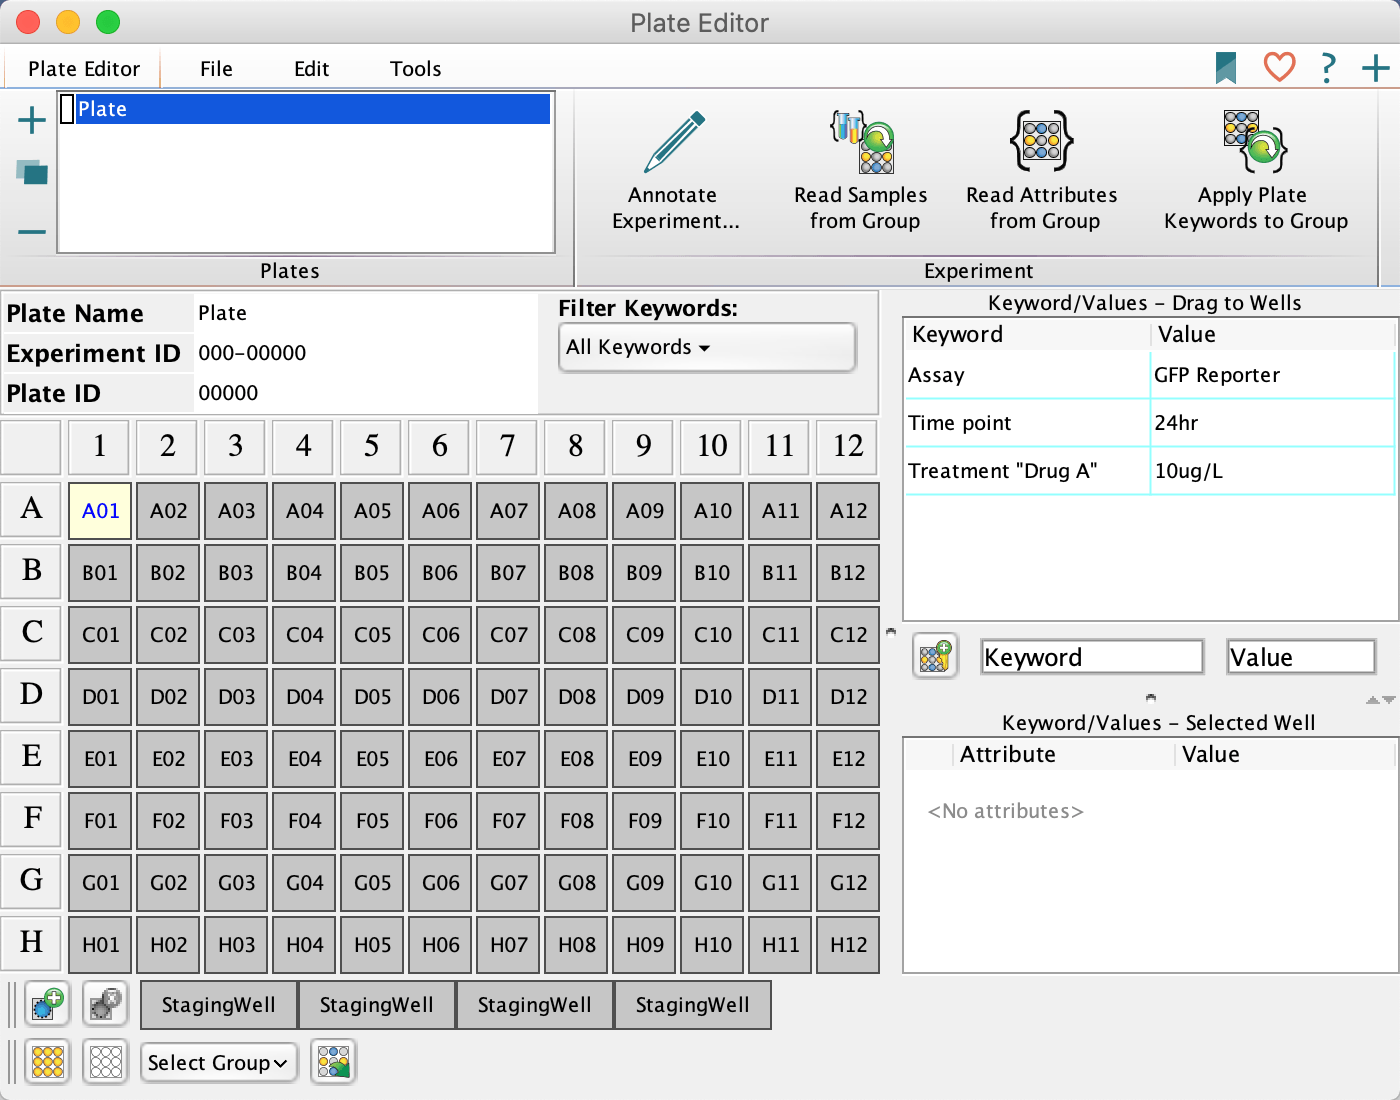 Plate Editor
Plate Editor File Edit Tools ?
Plate
Annotate
Experiment...
Read Samples
from Group
Read Attributes
from Group
Apply Plate
Keywords to Group
Plates
Experiment
Plate Name Plate
Experiment ID 000-00000
Plate ID 00000
Filter Keywords:
All Keywords
1 2 3 4 5 6 7 8 9 10 11 12
A A01 A02 A03 A04 A05 A06 A07 A08 A09 A10 A11 A12
B B01 B02 B03 B04 B05 B06 B07 B08 B09 B10 B11 B12
C C01 C02 C03 C04 C05 C06 C07 C08 C09 C10 C11 C12
D D01 D02 D03 D04 D05 D06 D07 D08 D09 D10 D11 D12
E E01 E02 E03 E04 E05 E06 E07 E08 E09 E10 E11 E12
F F01 F02 F03 F04 F05 F06 F07 F08 F09 F10 F11 F12
G G01 G02 G03 G04 G05 G06 G07 G08 G09 G10 G11 G12
H H01 H02 H03 H04 H05 H06 H07 H08 H09 H10 H11 H12
StagingWell StagingWell StagingWell StagingWell
Select Group
Keyword/Values - Drag to Wells
Keyword Value
Assay GFP Reporter
Time point 24hr
Treatment "Drug A" 10ug/L
Keyword Value
Keyword/Values - Selected Well
Attribute Value
<No attributes>